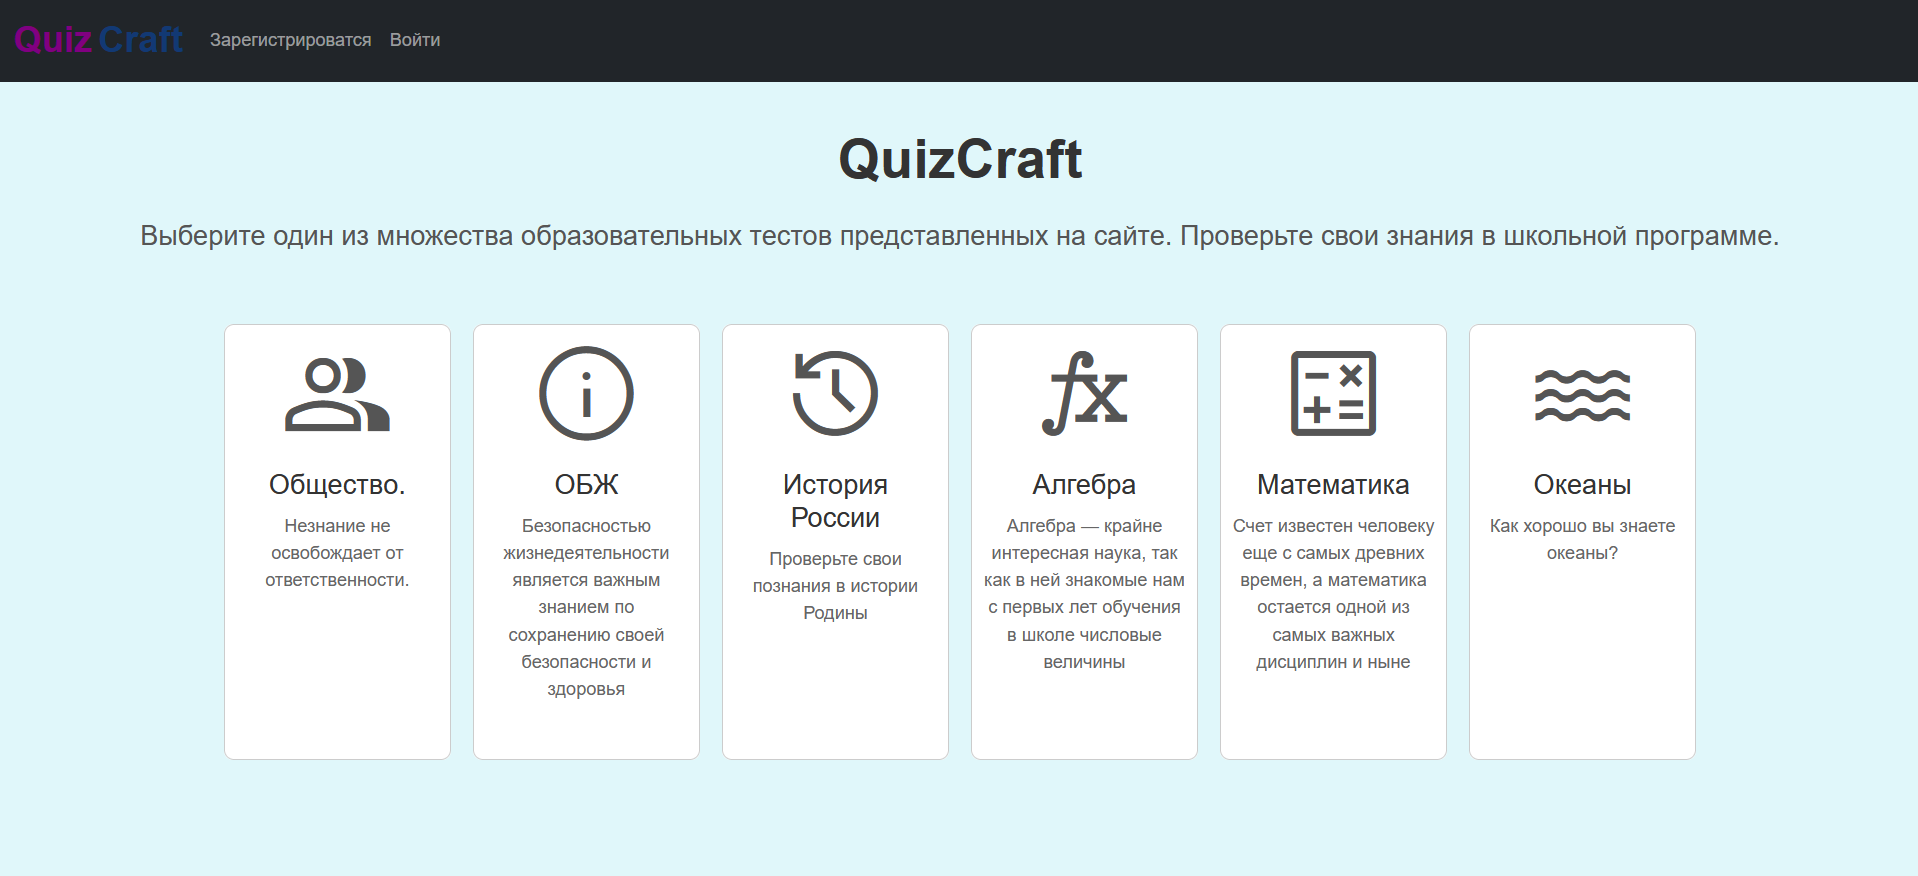 Quiz Craft Зарегистрироватся Войти
QuizCraft
Выберите один из множества образовательных тестов представленных на сайте. Проверьте свои знания в школьной программе.
Общество.
Незнание не
освобождает от
ответственности.
ОБЖ
Безопасностью
жизнедеятельности
является важным
знанием по
сохранению своей
безопасности и
здоровья
История
России
Проверьте свои
познания в истории
Родины
Алгебра
Алгебра — крайне
интересная наука, так
как в ней знакомые нам
с первых лет обучения
в школе числовые
величины
Математика
Счет известен человеку
еще с самых древних
времен, а математика
остается одной из
самых важных
дисциплин и ныне
Океаны
Как хорошо вы знаете
океаны?